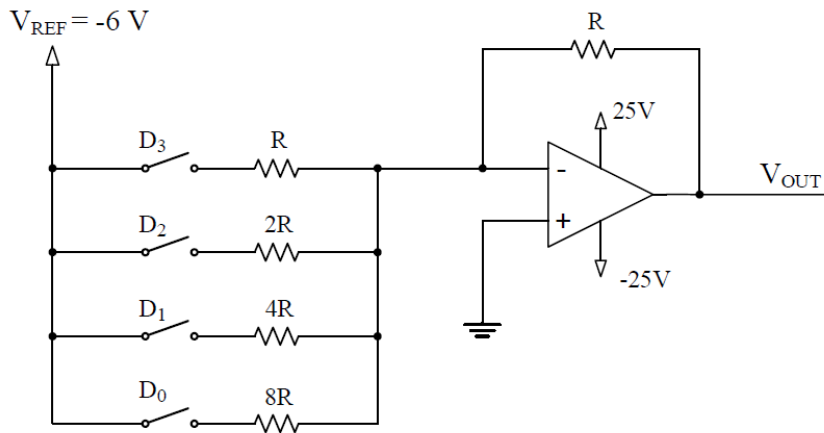 V_REF = -6 V
R
D₃
R
25V
-
V_OUT
D₂
2R
+
-25V
D₁
4R
D₀
8R